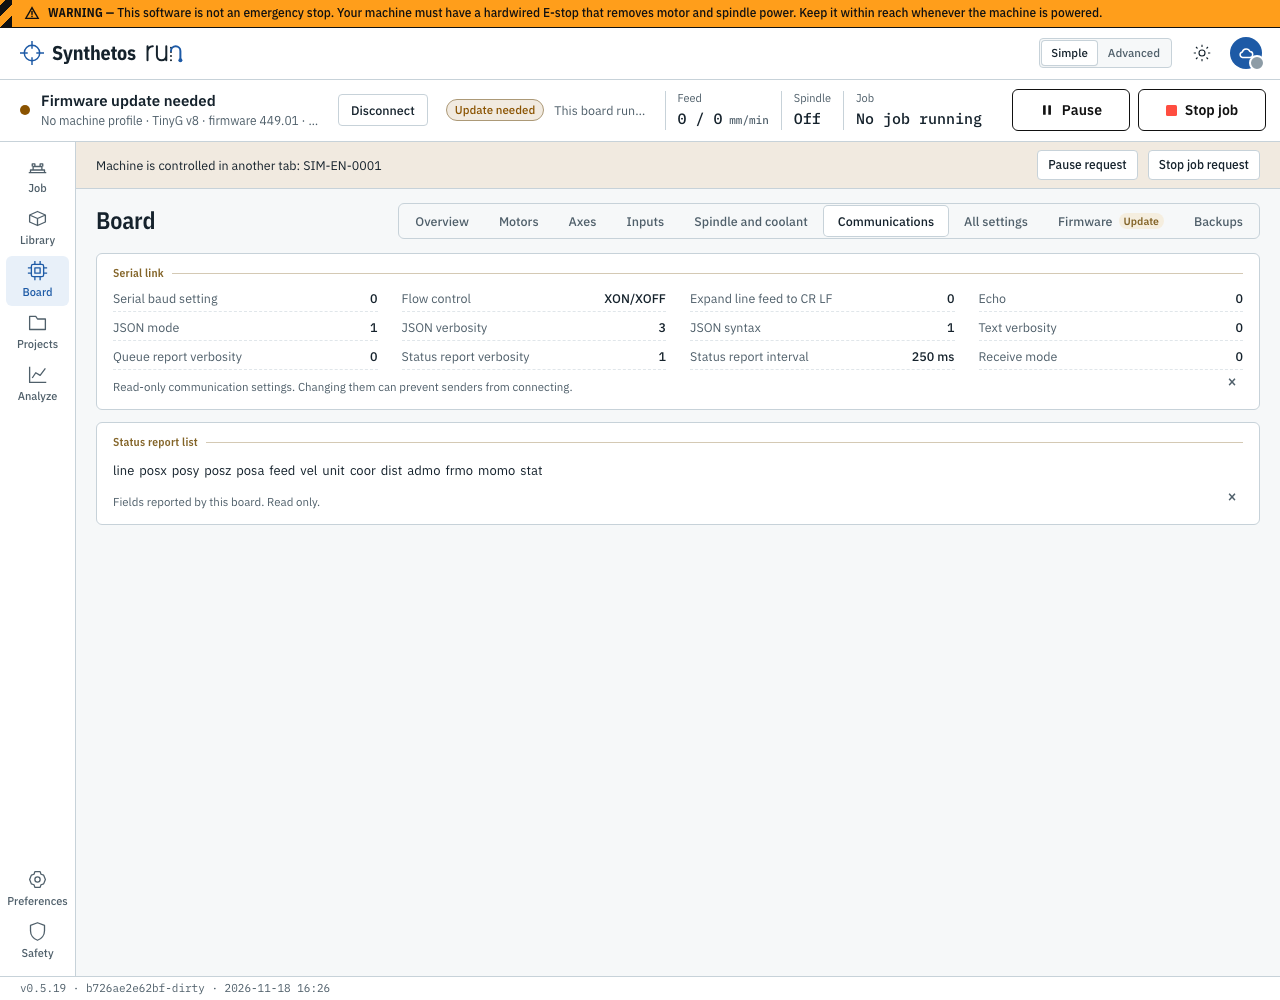 WARNING — This software is not an emergency stop. Your machine must have a hardwired E-stop that removes motor and spindle power. Keep it within reach whenever the machine is powered.
Synthetos run
Simple Advanced
Firmware update needed
No machine profile · TinyG v8 · firmware 449.01 · ...
Disconnect
Update needed
This board run...
Feed
0 / 0 mm/min
Spindle
Off
Job
No job running
Pause
Stop job
Machine is controlled in another tab: SIM-EN-0001
Pause request
Stop job request
Job
Library
Board
Projects
Analyze
Preferences
Safety
Board
Overview Motors Axes Inputs Spindle and coolant Communications All settings Firmware Update Backups
Serial link
Serial baud setting 0 Flow control XON/XOFF Expand line feed to CR LF 0 Echo 0
JSON mode 1 JSON verbosity 3 JSON syntax 1 Text verbosity 0
Queue report verbosity 0 Status report verbosity 1 Status report interval 250 ms Receive mode 0
Read-only communication settings. Changing them can prevent senders from connecting. ×
Status report list
line posx posy posz posa feed vel unit coor dist admo frmo momo stat
Fields reported by this board. Read only. ×
v0.5.19 · b726ae2e62bf-dirty · 2026-11-18 16:26